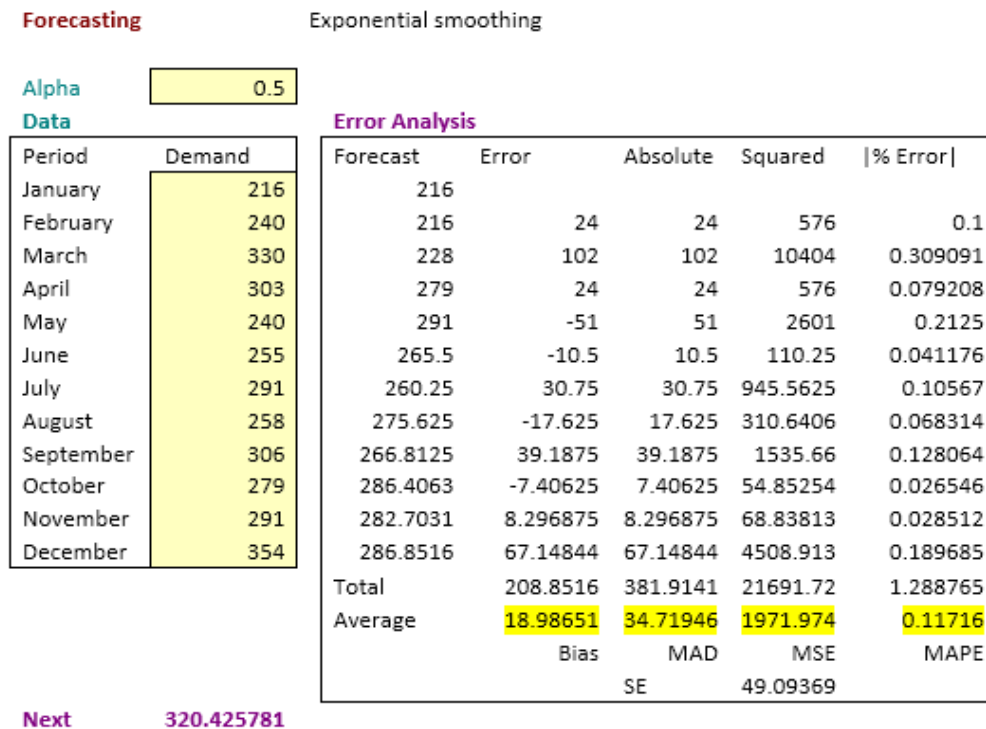 Forecasting Exponential smoothing
Alpha 0.5
Data Error Analysis
Period Demand Forecast Error Absolute Squared |% Error|
January 216 216
February 240 216 24 24 576 0.1
March 330 228 102 102 10404 0.309091
April 303 279 24 24 576 0.079208
May 240 291 -51 51 2601 0.2125
June 255 265.5 -10.5 10.5 110.25 0.041176
July 291 260.25 30.75 30.75 945.5625 0.10567
August 258 275.625 -17.625 17.625 310.6406 0.068314
September 306 266.8125 39.1875 39.1875 1535.66 0.128064
October 279 286.4063 -7.40625 7.40625 54.85254 0.026546
November 291 282.7031 8.296875 8.296875 68.83813 0.028512
December 354 286.8516 67.14844 67.14844 4508.913 0.189685
Total 208.8516 381.9141 21691.72 1.288765
Average 18.98651 34.71946 1971.974 0.11716
Bias MAD MSE MAPE
SE 49.09369
Next 320.425781